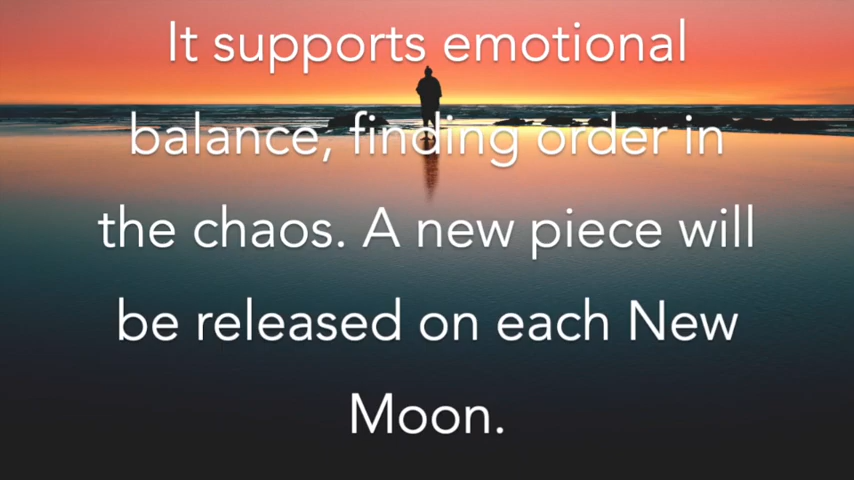 It supports emotional
balance, finding order in
the chaos. A new piece will
be released on each New
Moon.